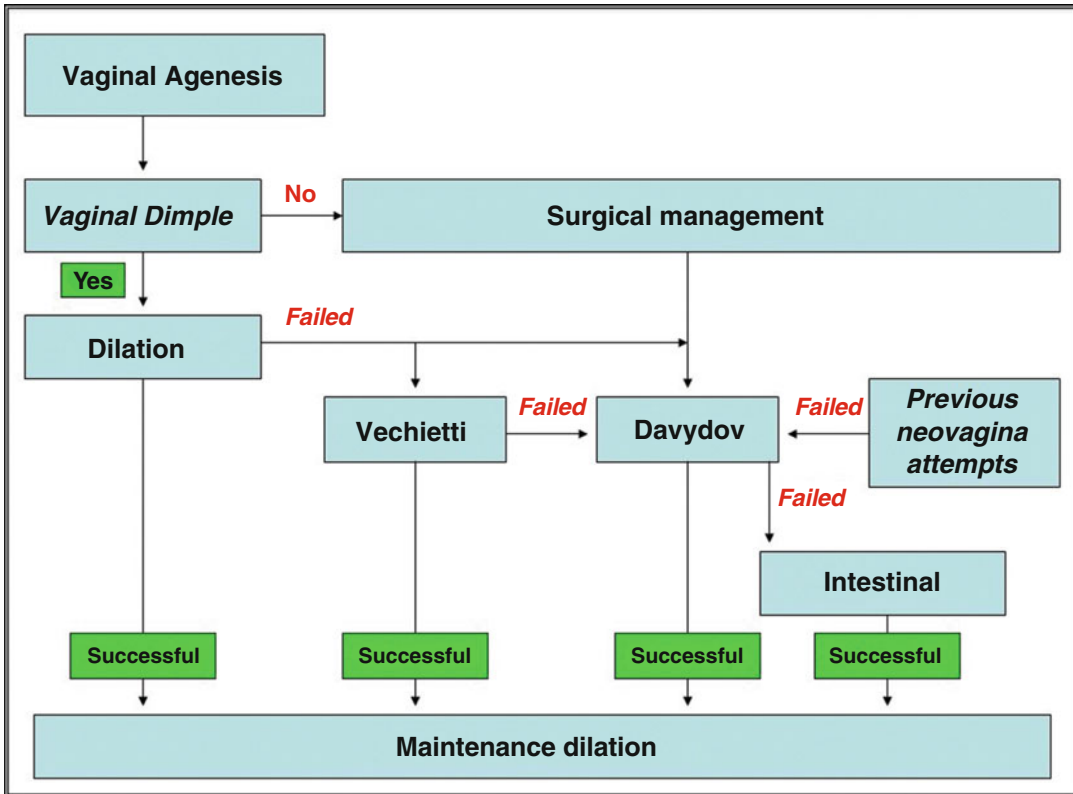 Vaginal Agenesis
Vaginal Dimple
No
Surgical management
Yes
Dilation
Failed
Vechietti
Failed
Davydov
Failed
Previous
neovagina
attempts
Failed
Intestinal
Successful
Successful
Successful
Successful
Maintenance dilation